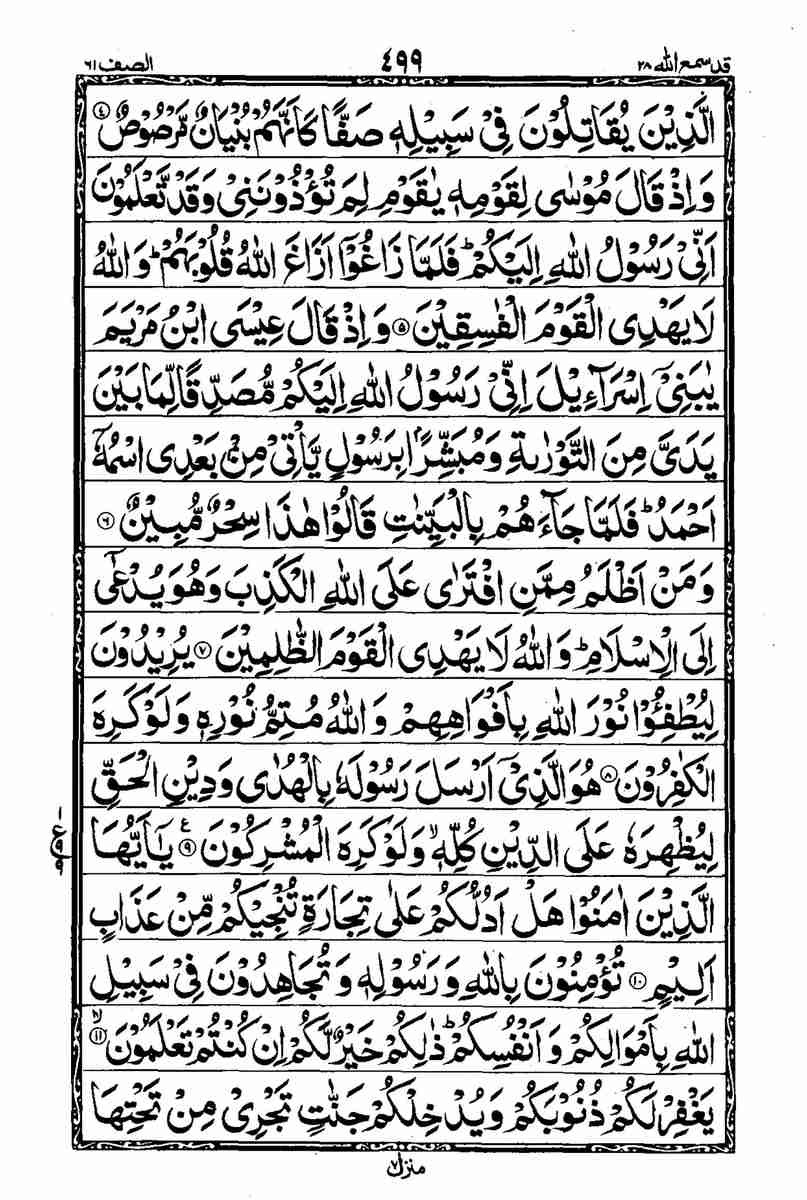 قد سمع الله ٢٨
٤٩٩
الصف ٦١
الَّذِيْنَ يُقَاتِلُوْنَ فِيْ سَبِيْلِهٖ صَفًّا كَاَنَّهُمْ بُنْيَانٌ مَّرْصُوْصٌ ۝٤
وَاِذْ قَالَ مُوْسٰى لِقَوْمِهٖ يٰقَوْمِ لِمَ تُؤْذُوْنَنِيْ وَقَدْ تَّعْلَمُوْنَ
اَنِّيْ رَسُوْلُ اللّٰهِ اِلَيْكُمْ ؕ فَلَمَّا زَاغُوْۤا اَزَاغَ اللّٰهُ قُلُوْبَهُمْ ؕ وَاللّٰهُ
لَا يَهْدِى الْقَوْمَ الْفٰسِقِيْنَ ۝٥ وَاِذْ قَالَ عِيْسَى ابْنُ مَرْيَمَ
يٰبَنِيْۤ اِسْرَآءِيْلَ اِنِّيْ رَسُوْلُ اللّٰهِ اِلَيْكُمْ مُّصَدِّقًا لِّمَا بَيْنَ
يَدَيَّ مِنَ التَّوْرٰىةِ وَمُبَشِّرًۢا بِرَسُوْلٍ يَّاْتِيْ مِنْۢ بَعْدِى اسْمُهٗۤ
اَحْمَدُ ؕ فَلَمَّا جَآءَهُمْ بِالْبَيِّنٰتِ قَالُوْا هٰذَا سِحْرٌ مُّبِيْنٌ ۝٦
وَمَنْ اَظْلَمُ مِمَّنِ افْتَرٰى عَلَى اللّٰهِ الْكَذِبَ وَهُوَ يُدْعٰۤى
اِلَى الْاِسْلَامِ ؕ وَاللّٰهُ لَا يَهْدِى الْقَوْمَ الظّٰلِمِيْنَ ۝٧ يُرِيْدُوْنَ
لِيُطْفِـُٔوْا نُوْرَ اللّٰهِ بِاَفْوَاهِهِمْ وَاللّٰهُ مُتِمُّ نُوْرِهٖ وَلَوْ كَرِهَ
الْكٰفِرُوْنَ ۝٨ هُوَ الَّذِيْۤ اَرْسَلَ رَسُوْلَهٗ بِالْهُدٰى وَدِيْنِ الْحَقِّ
لِيُظْهِرَهٗ عَلَى الدِّيْنِ كُلِّهٖ ۙ وَلَوْ كَرِهَ الْمُشْرِكُوْنَ ۝٩ ع يٰۤاَيُّهَا
الَّذِيْنَ اٰمَنُوْا هَلْ اَدُلُّكُمْ عَلٰى تِجَارَةٍ تُنْجِيْكُمْ مِّنْ عَذَابٍ
اَلِيْمٍ ۝١٠ تُؤْمِنُوْنَ بِاللّٰهِ وَرَسُوْلِهٖ وَتُجَاهِدُوْنَ فِيْ سَبِيْلِ
اللّٰهِ بِاَمْوَالِكُمْ وَاَنْفُسِكُمْ ؕ ذٰلِكُمْ خَيْرٌ لَّكُمْ اِنْ كُنْتُمْ تَعْلَمُوْنَ ۙ۝١١
يَغْفِرْ لَكُمْ ذُنُوْبَكُمْ وَيُدْخِلْكُمْ جَنّٰتٍ تَجْرِيْ مِنْ تَحْتِهَا
منزل ٧